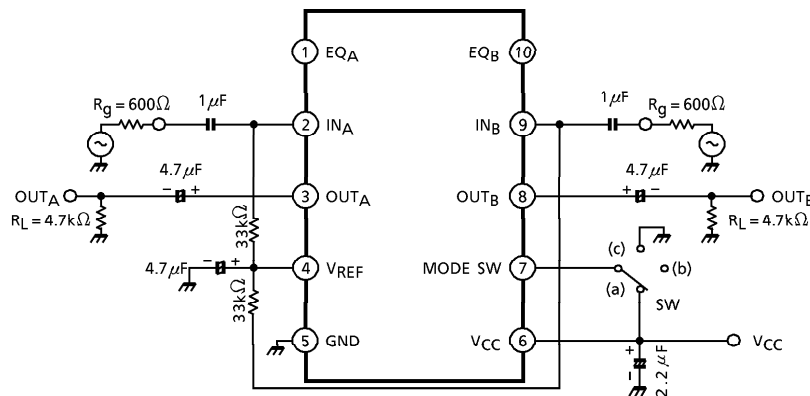 1 EQA
EQB 10
Rg = 600Ω
1μF
2 INA
INB 9
1μF
Rg = 600Ω
4.7μF
− +
OUTA
3 OUTA
OUTB 8
4.7μF
+ −
OUTB
RL = 4.7kΩ
RL = 4.7kΩ
33kΩ
4.7μF
− +
4 VREF
MODE SW 7
(c)
(b)
(a)
SW
33kΩ
5 GND
VCC 6
VCC
+
−
2.2μF